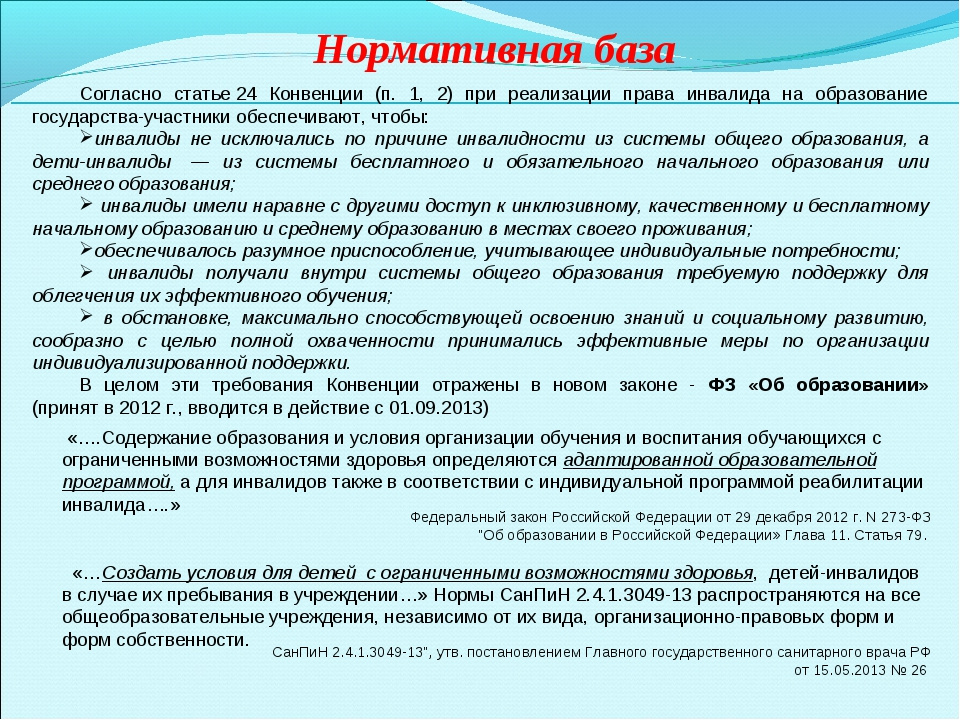 Нормативная база
Согласно статье 24 Конвенции (п. 1, 2) при реализации права инвалида на образование
государства-участники обеспечивают, чтобы:
➢инвалиды не исключались по причине инвалидности из системы общего образования, а
дети-инвалиды — из системы бесплатного и обязательного начального образования или
среднего образования;
➢ инвалиды имели наравне с другими доступ к инклюзивному, качественному и бесплатному
начальному образованию и среднему образованию в местах своего проживания;
➢обеспечивалось разумное приспособление, учитывающее индивидуальные потребности;
➢ инвалиды получали внутри системы общего образования требуемую поддержку для
облегчения их эффективного обучения;
➢ в обстановке, максимально способствующей освоению знаний и социальному развитию,
сообразно с целью полной охваченности принимались эффективные меры по организации
индивидуализированной поддержки.
В целом эти требования Конвенции отражены в новом законе - ФЗ «Об образовании»
(принят в 2012 г., вводится в действие с 01.09.2013)
«….Содержание образования и условия организации обучения и воспитания обучающихся с
ограниченными возможностями здоровья определяются адаптированной образовательной
программой, а для инвалидов также в соответствии с индивидуальной программой реабилитации
инвалида….»
Федеральный закон Российской Федерации от 29 декабря 2012 г. N 273-ФЗ
"Об образовании в Российской Федерации» Глава 11. Статья 79.
«…Создать условия для детей с ограниченными возможностями здоровья, детей-инвалидов
в случае их пребывания в учреждении…» Нормы СанПиН 2.4.1.3049-13 распространяются на все
общеобразовательные учреждения, независимо от их вида, организационно-правовых форм и
форм собственности.
СанПиН 2.4.1.3049-13", утв. постановлением Главного государственного санитарного врача РФ
от 15.05.2013 № 26